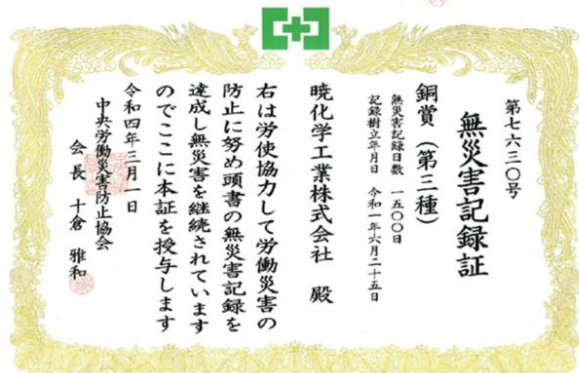 第七六三〇号
無災害記録証
銅賞（第三種）
無災害記録日数 一五〇〇日
記録樹立年月日 令和一年六月二十五日
暁化学工業株式会社 殿
右は労使協力して労働災害の
防止に努め頭書の無災害記録を
達成し無災害を継続されています
のでここに本証を授与します
令和四年三月一日
中央労働災害防止協会
会長 十倉 雅和